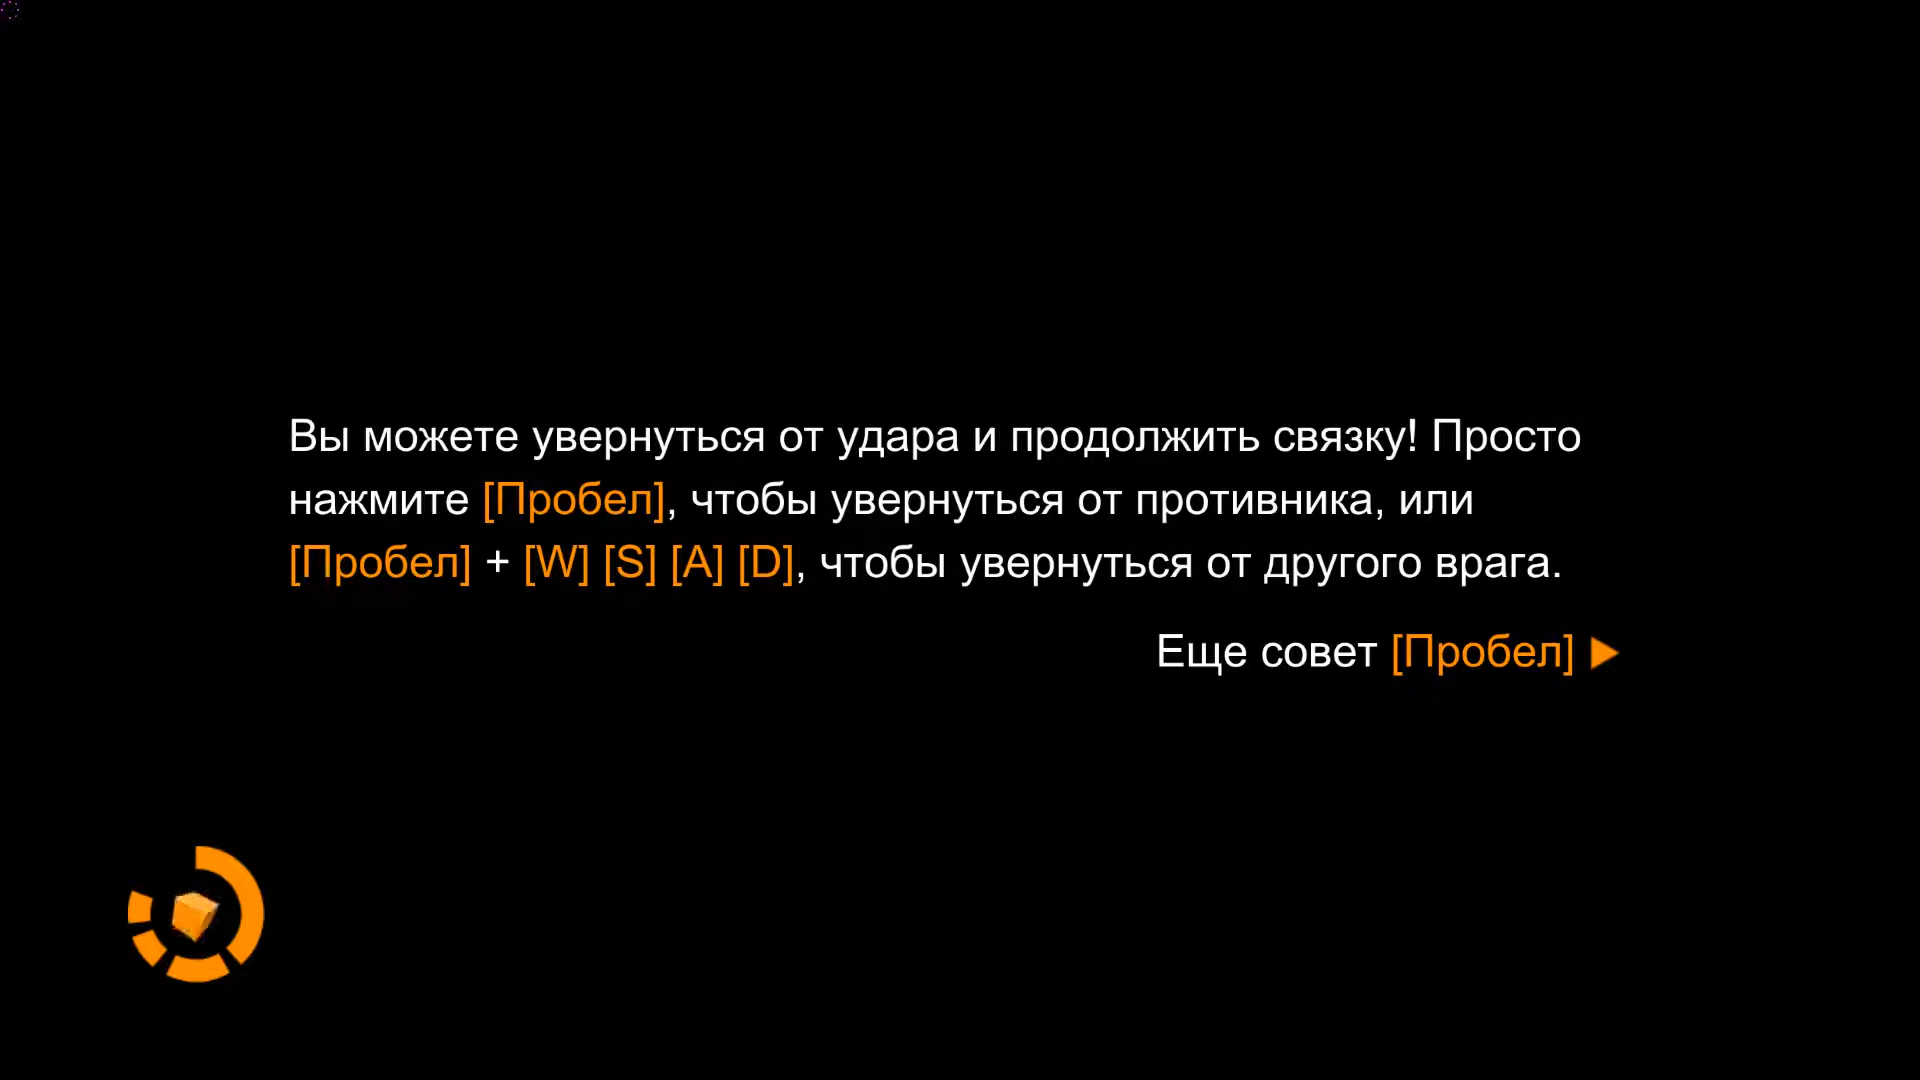 Вы можете увернуться от удара и продолжить связку! Просто
нажмите [Пробел], чтобы увернуться от противника, или
[Пробел] + [W] [S] [A] [D], чтобы увернуться от другого врага.
Еще совет [Пробел]